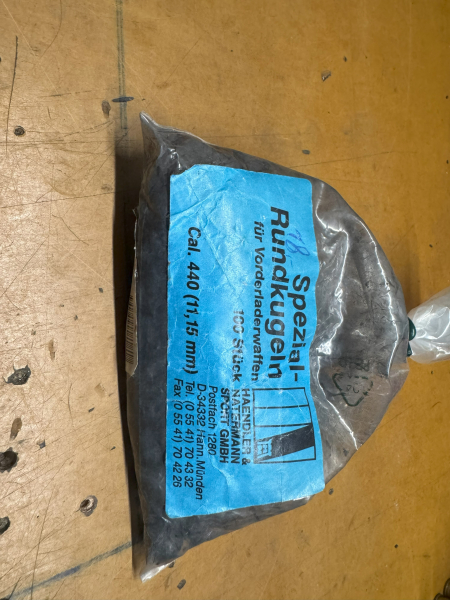 78
Spezial-
Rundkugeln
für Vorderladerwaffen
100 Stück
Cal. 440 (11,15 mm)
HAENDLER &
NATERMANN
SPORT GMBH
Postfach 1280
D-34332 Hann.Münden
Tel. (0 55 41) 70 43 32
Fax (0 55 41) 70 42 26